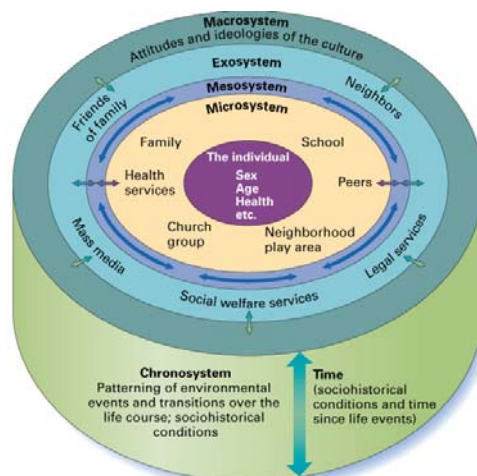 Macrosystem
Attitudes and ideologies of the culture
Exosystem
Mesosystem
Microsystem
Friends
of family
Neighbors
Family
School
The individual
Sex
Age
Health
etc.
Health
services
Peers
Church
group
Neighborhood
play area
Mass media
Legal services
Social welfare services
Chronosystem
Patterning of environmental
events and transitions over the
life course; sociohistorical
conditions
Time
(sociohistorical
conditions and time
since life events)